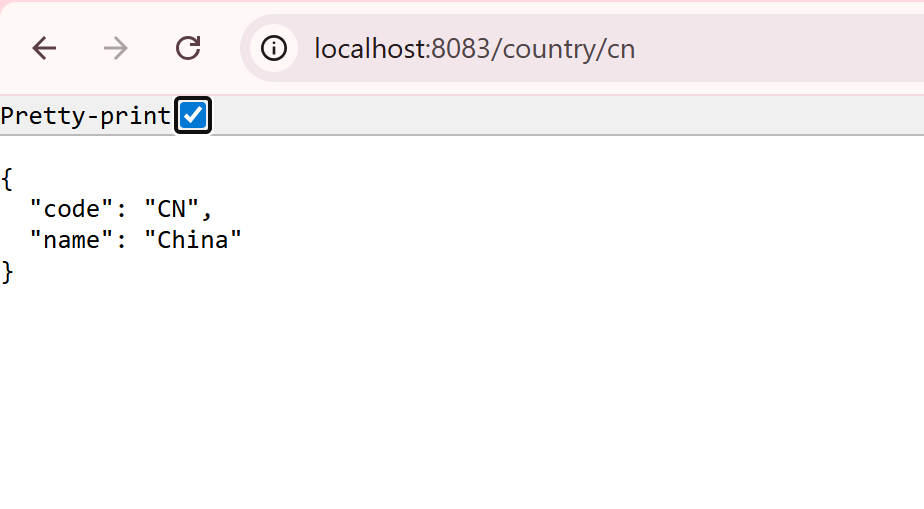 localhost:8083/country/cn
Pretty-print
{
  "code": "CN",
  "name": "China"
}